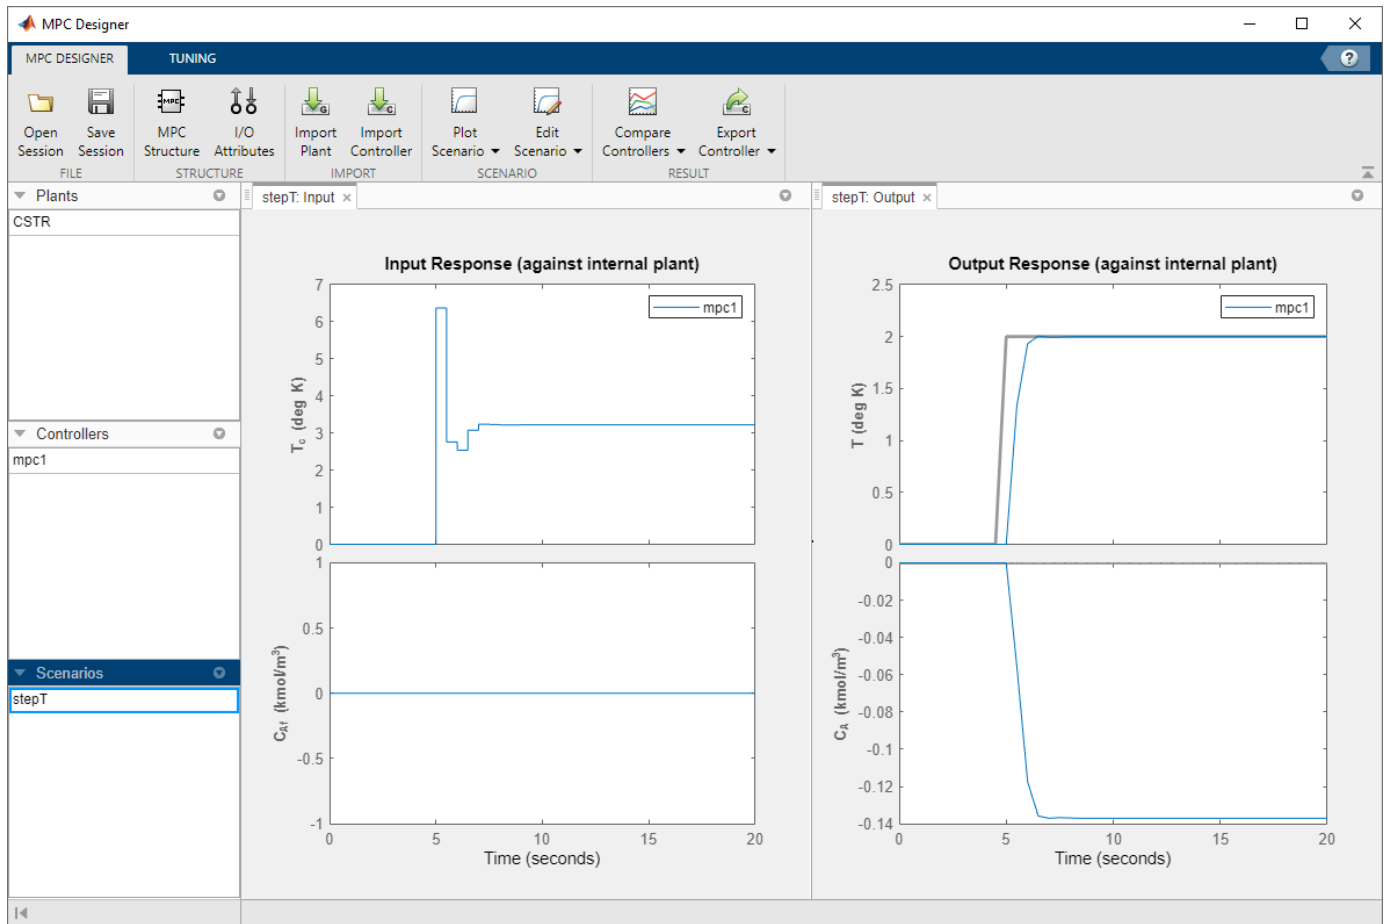 MPC Designer
MPC DESIGNER TUNING
?
MPC
G C C
Open Save MPC I/O Import Import Plot Edit Compare Export
Session Session Structure Attributes Plant Controller Scenario Scenario Controllers Controller
FILE STRUCTURE IMPORT SCENARIO RESULT
Plants
CSTR
Controllers
mpc1
Scenarios
stepT
stepT: Input
Input Response (against internal plant)
mpc1
7
6
5
4
3
2
1
0
T_c (deg K)
1
0.5
0
-0.5
-1
C_Af (kmol/m³)
0 5 10 15 20
Time (seconds)
stepT: Output
Output Response (against internal plant)
mpc1
2.5
2
1.5
1
0.5
0
T (deg K)
0
-0.02
-0.04
-0.06
-0.08
-0.1
-0.12
-0.14
C_A (kmol/m³)
0 5 10 15 20
Time (seconds)